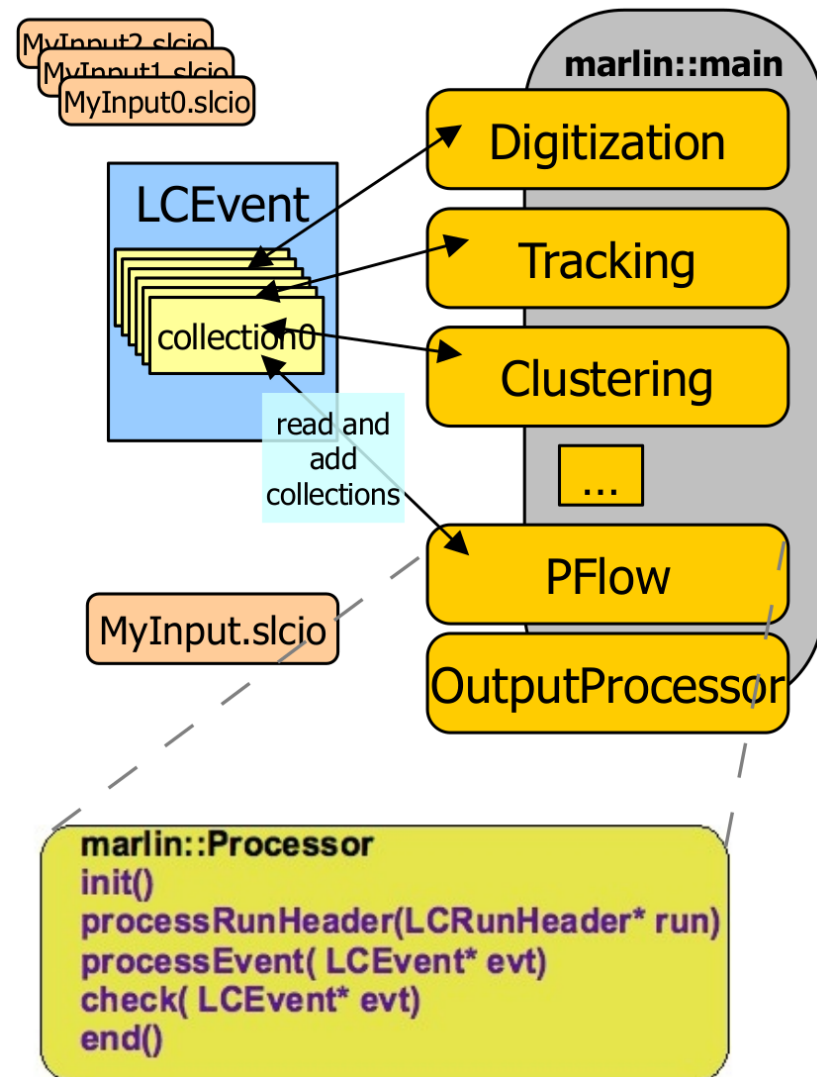 MyInput2.slcio
MyInput1.slcio
MyInput0.slcio
marlin::main
Digitization
LCEvent
Tracking
collection0
Clustering
read and
add
collections
...
PFlow
MyInput.slcio
OutputProcessor
marlin::Processor
init()
processRunHeader(LCRunHeader* run)
processEvent( LCEvent* evt)
check( LCEvent* evt)
end()